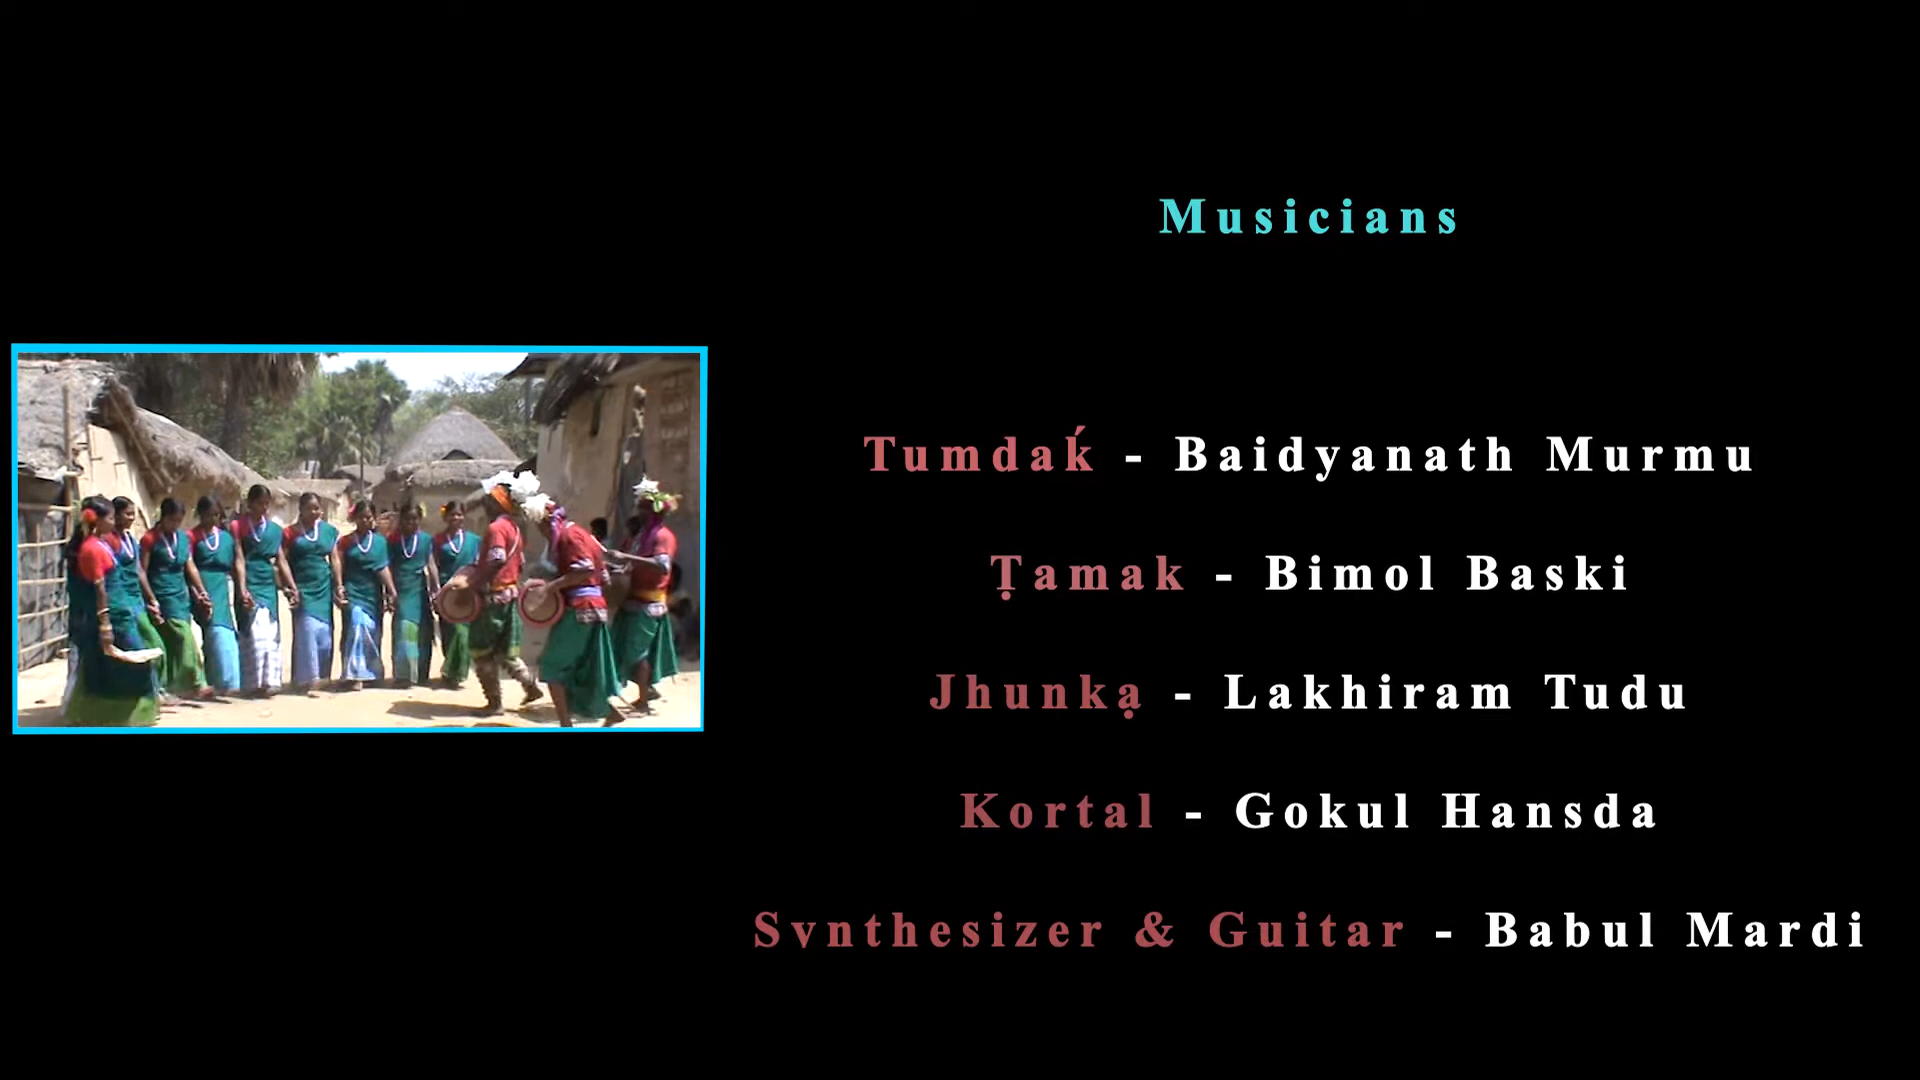 Musicians
Tumdaḱ - Baidyanath Murmu
Ṭamak - Bimol Baski
Jhunkạ - Lakhiram Tudu
Kortal - Gokul Hansda
Synthesizer & Guitar - Babul Mardi